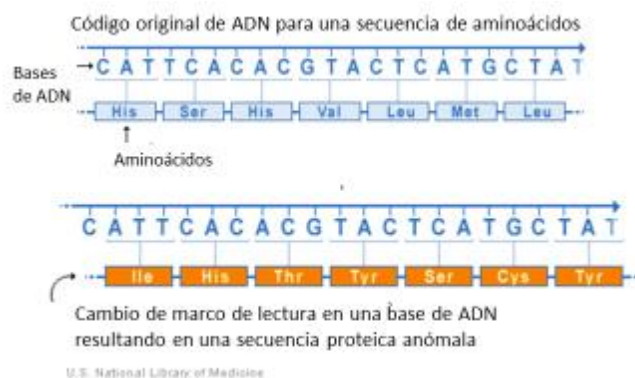 Código original de ADN para una secuencia de aminoácidos
Bases de ADN
C A T T C A C A C G T A C T C A T G C T A T
His Ser His Val Leu Met Leu
Aminoácidos
C A T T C A C A C G T A C T C A T G C T A T
Ile His Thr Tyr Ser Cys Tyr
Cambio de marco de lectura en una base de ADN
resultando en una secuencia proteica anómala
U.S. National Library of Medicine